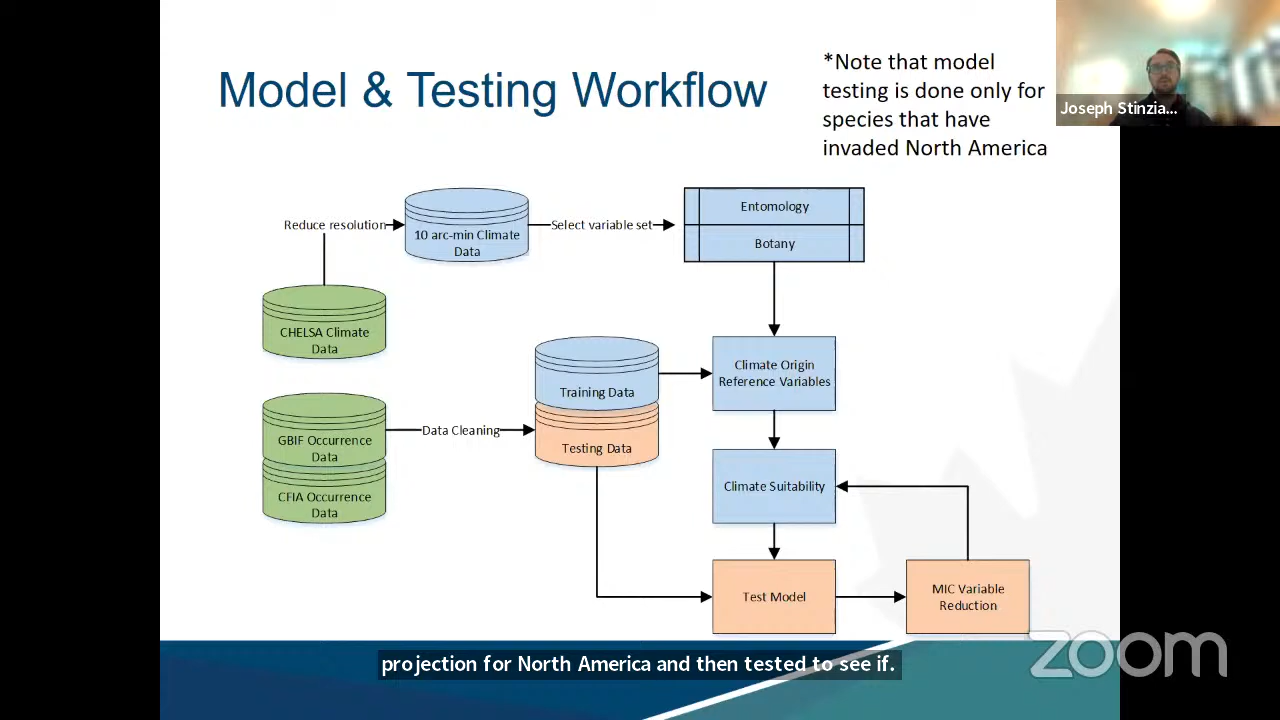 Model & Testing Workflow
*Note that model
testing is done only for
species that have
invaded North America
Joseph Stinzia...
Reduce resolution
10 arc-min Climate
Data
Select variable set
Entomology
Botany
CHELSA Climate
Data
Training Data
Climate Origin
Reference Variables
GBIF Occurrence
Data
Data Cleaning
Testing Data
CFIA Occurrence
Data
Climate Suitability
Test Model
MIC Variable
Reduction
projection for North America and then tested to see if.
zoom